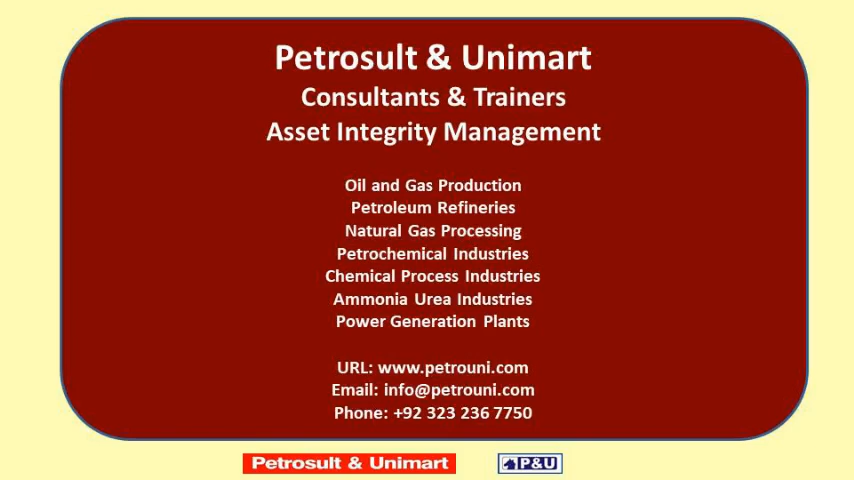 Petrosult & Unimart
Consultants & Trainers
Asset Integrity Management
Oil and Gas Production
Petroleum Refineries
Natural Gas Processing
Petrochemical Industries
Chemical Process Industries
Ammonia Urea Industries
Power Generation Plants
URL: www.petrouni.com
Email: info@petrouni.com
Phone: +92 323 236 7750
Petrosult & Unimart
P&U